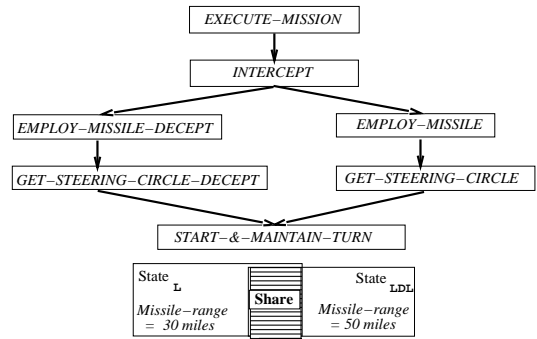 EXECUTE−MISSION
INTERCEPT
EMPLOY−MISSILE−DECEPT
EMPLOY−MISSILE
GET−STEERING−CIRCLE−DECEPT
GET−STEERING−CIRCLE
START−&−MAINTAIN−TURN
State L
Missile−range
= 30 miles
Share
State LDL
Missile−range
= 50 miles